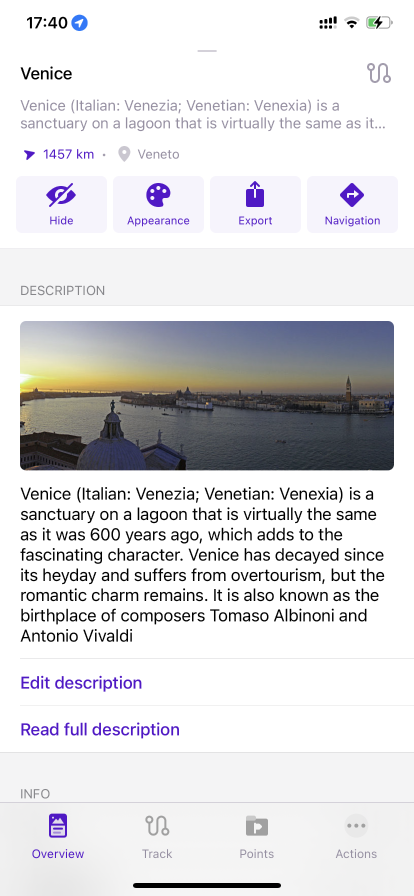 17:40
Venice
Venice (Italian: Venezia; Venetian: Venexia) is a
sanctuary on a lagoon that is virtually the same as it...
1457 km • Veneto
Hide
Appearance
Export
Navigation
DESCRIPTION
Venice (Italian: Venezia; Venetian: Venexia) is a
sanctuary on a lagoon that is virtually the same
as it was 600 years ago, which adds to the
fascinating character. Venice has decayed since
its heyday and suffers from overtourism, but the
romantic charm remains. It is also known as the
birthplace of composers Tomaso Albinoni and
Antonio Vivaldi
Edit description
Read full description
INFO
Overview
Track
Points
Actions